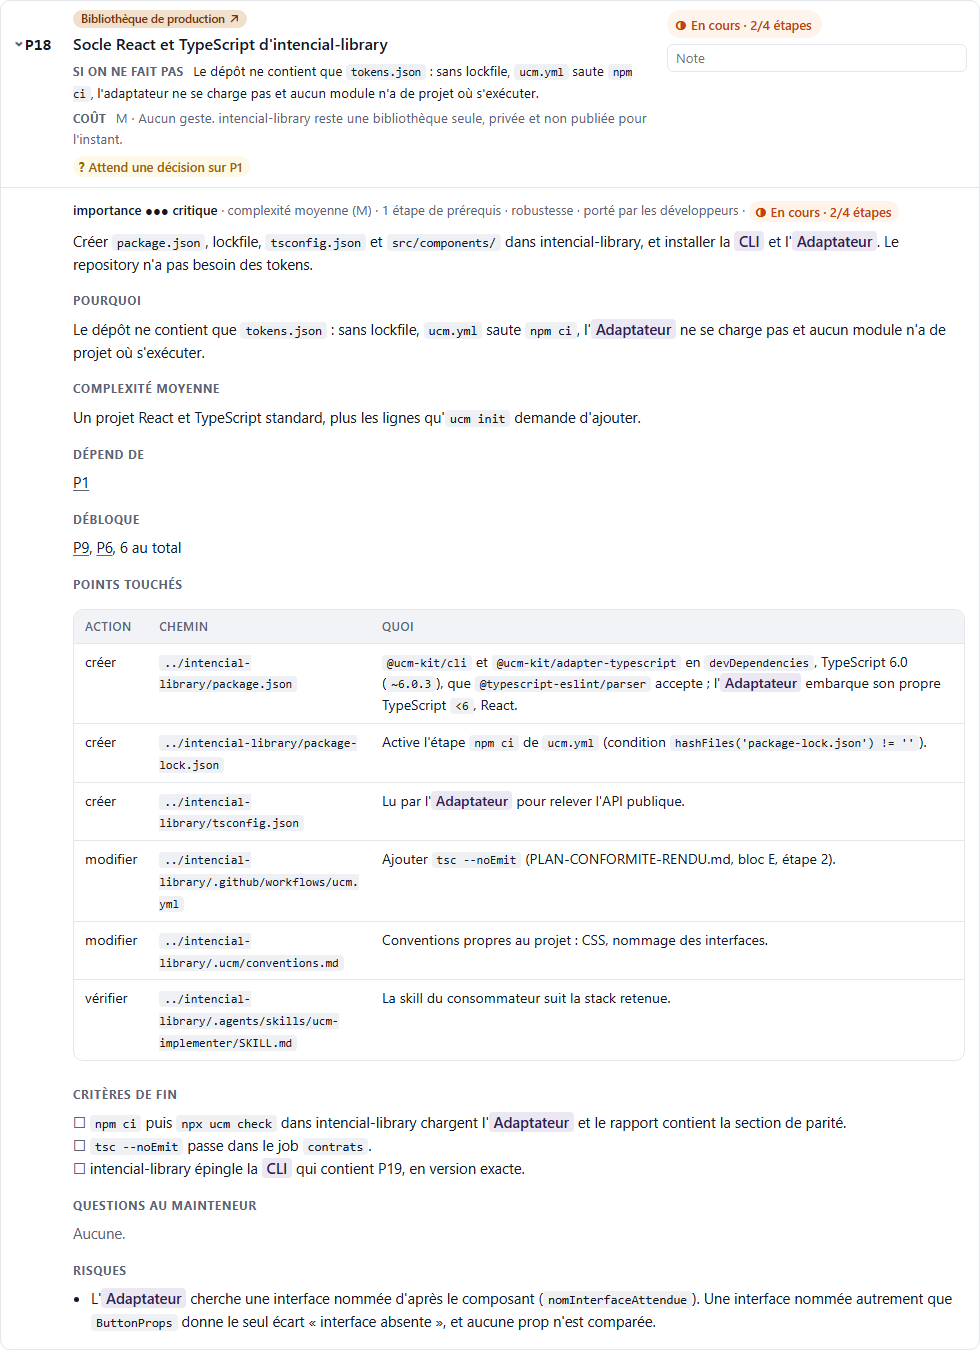 Bibliothèque de production ↗
P18 Socle React et TypeScript d'intencial-library
SI ON NE FAIT PAS Le dépôt ne contient que tokens.json : sans lockfile, ucm.yml saute npm
ci , l'adaptateur ne se charge pas et aucun module n'a de projet où s'exécuter.
COÛT M · Aucun geste. intencial-library reste une bibliothèque seule, privée et non publiée pour
l'instant.
? Attend une décision sur P1
En cours · 2/4 étapes
Note
importance ●●● critique · complexité moyenne (M) · 1 étape de prérequis · robustesse · porté par les développeurs · En cours · 2/4 étapes
Créer package.json , lockfile, tsconfig.json et src/components/ dans intencial-library, et installer la CLI et l'Adaptateur. Le
repository n'a pas besoin des tokens.
POURQUOI
Le dépôt ne contient que tokens.json : sans lockfile, ucm.yml saute npm ci , l'Adaptateur ne se charge pas et aucun module n'a de
projet où s'exécuter.
COMPLEXITÉ MOYENNE
Un projet React et TypeScript standard, plus les lignes qu'ucm init demande d'ajouter.
DÉPEND DE
P1
DÉBLOQUE
P9, P6, 6 au total
POINTS TOUCHÉS
ACTION CHEMIN QUOI
créer ../intencial-
library/package.json
@ucm-kit/cli et @ucm-kit/adapter-typescript en devDependencies , TypeScript 6.0
( ~6.0.3 ), que @typescript-eslint/parser accepte ; l'Adaptateur embarque son propre
TypeScript <6 , React.
créer ../intencial-library/package-
lock.json
Active l'étape npm ci de ucm.yml (condition hashFiles('package-lock.json') != '' ).
créer ../intencial-
library/tsconfig.json
Lu par l'Adaptateur pour relever l'API publique.
modifier ../intencial-
library/.github/workflows/ucm.
yml
Ajouter tsc --noEmit (PLAN-CONFORMITE-RENDU.md, bloc E, étape 2).
modifier ../intencial-
library/.ucm/conventions.md
Conventions propres au projet : CSS, nommage des interfaces.
vérifier ../intencial-
library/.agents/skills/ucm-
implementer/SKILL.md
La skill du consommateur suit la stack retenue.
CRITÈRES DE FIN
☐ npm ci puis npx ucm check dans intencial-library chargent l'Adaptateur et le rapport contient la section de parité.
☐ tsc --noEmit passe dans le job contrats .
☐ intencial-library épingle la CLI qui contient P19, en version exacte.
QUESTIONS AU MAINTENEUR
Aucune.
RISQUES
• L'Adaptateur cherche une interface nommée d'après le composant ( nomInterfaceAttendue ). Une interface nommée autrement que
ButtonProps donne le seul écart « interface absente », et aucune prop n'est comparée.